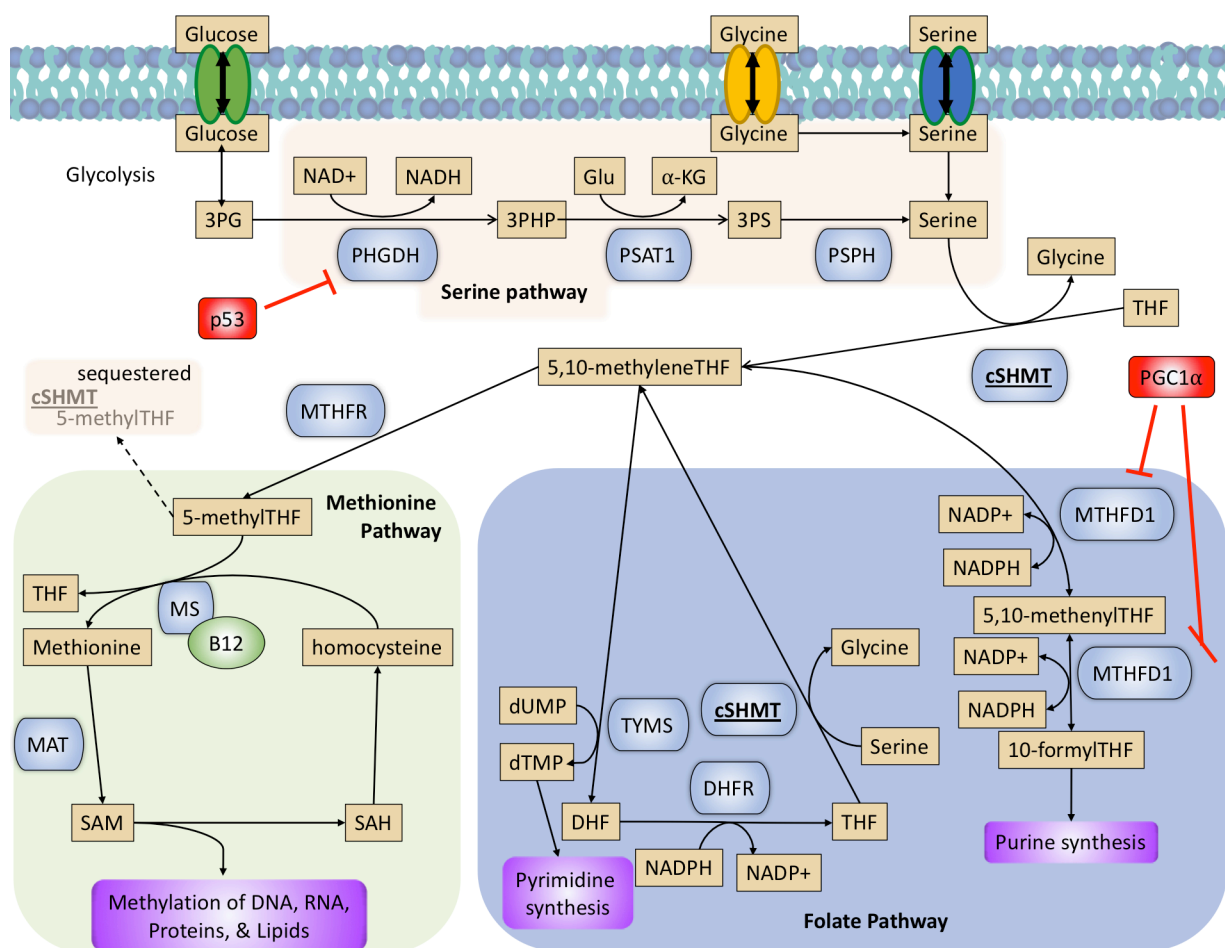 Glucose
Glycine
Serine
Glucose
Glycine
Serine
Glycolysis
NAD+
NADH
Glu
α-KG
3PG
3PHP
3PS
Serine
PHGDH
PSAT1
PSPH
Glycine
Serine pathway
THF
p53
5,10-methyleneTHF
cSHMT
PGC1α
sequestered
cSHMT
5-methylTHF
MTHFR
Methionine
Pathway
5-methylTHF
NADP+
MTHFD1
NADPH
THF
MS
B12
5,10-methenylTHF
Methionine
homocysteine
Glycine
NADP+
MTHFD1
NADPH
dUMP
TYMS
cSHMT
Serine
10-formylTHF
MAT
dTMP
DHFR
SAM
SAH
DHF
THF
Purine synthesis
NADPH
NADP+
Pyrimidine
synthesis
Methylation of DNA, RNA,
Proteins, & Lipids
Folate Pathway